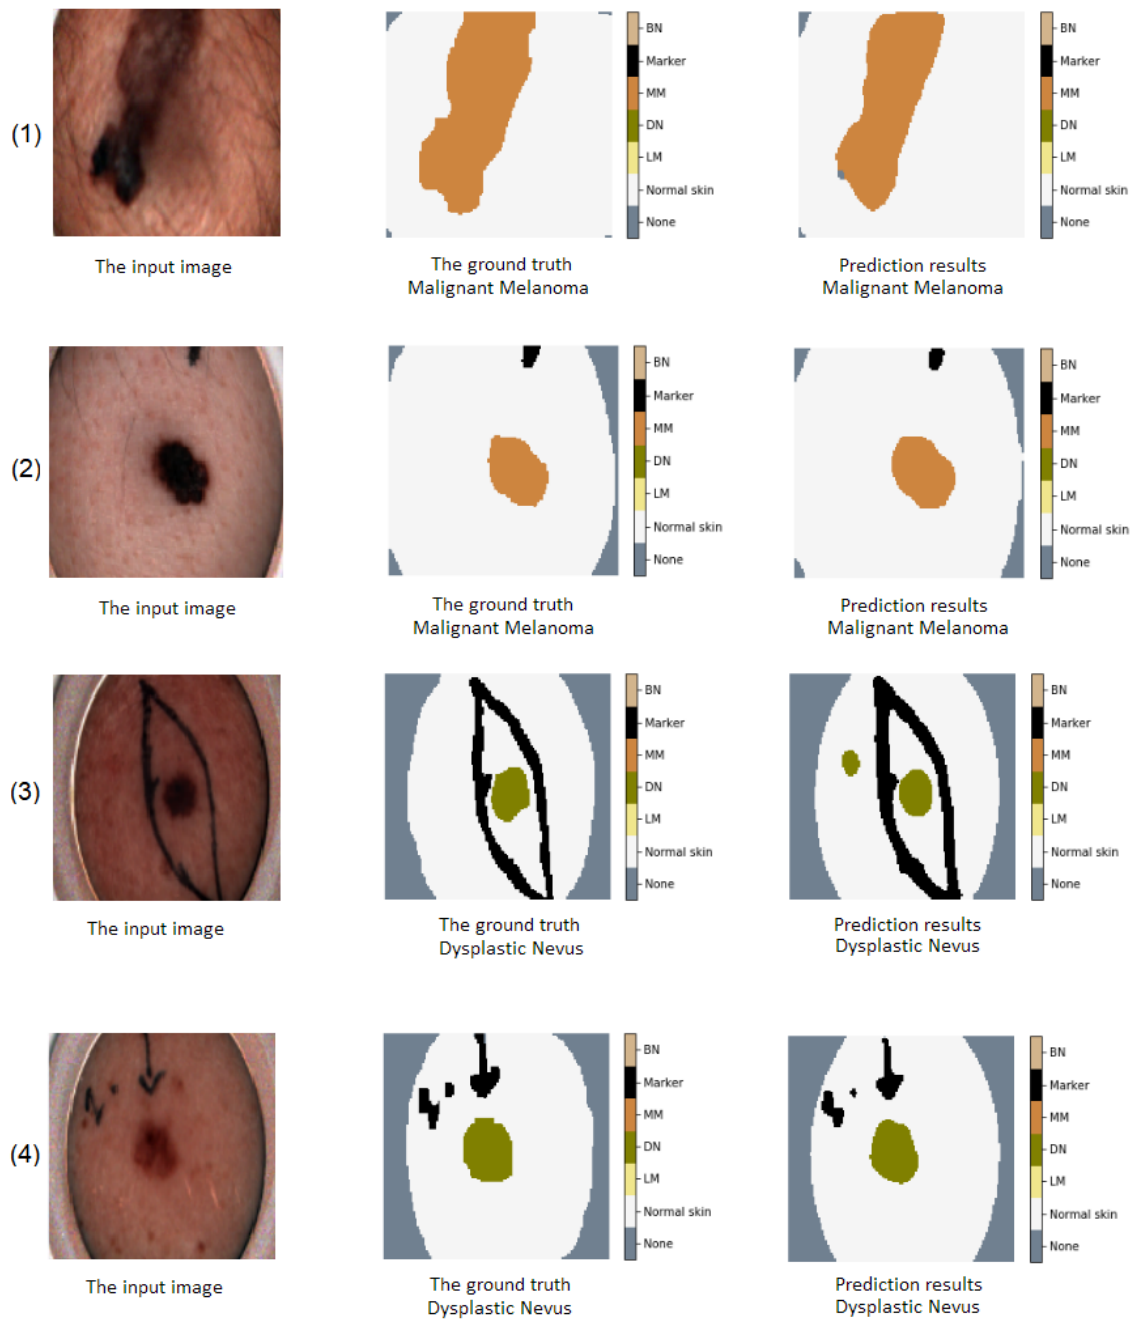 (1)
BN
Marker
MM
DN
LM
Normal skin
None
BN
Marker
MM
DN
LM
Normal skin
None
The input image
The ground truth
Malignant Melanoma
Prediction results
Malignant Melanoma
(2)
BN
Marker
MM
DN
LM
Normal skin
None
BN
Marker
MM
DN
LM
Normal skin
None
The input image
The ground truth
Malignant Melanoma
Prediction results
Malignant Melanoma
(3)
BN
Marker
MM
DN
LM
Normal skin
None
BN
Marker
MM
DN
LM
Normal skin
None
The input image
The ground truth
Dysplastic Nevus
Prediction results
Dysplastic Nevus
(4)
BN
Marker
MM
DN
LM
Normal skin
None
BN
Marker
MM
DN
LM
Normal skin
None
The input image
The ground truth
Dysplastic Nevus
Prediction results
Dysplastic Nevus